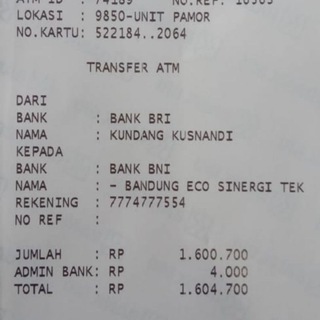 ATM ID : 74189 NO.REF: 10505
LOKASI : 9850-UNIT PAMOR
NO.KARTU: 522184..2064
TRANSFER ATM
DARI
BANK : BANK BRI
NAMA : KUNDANG KUSNANDI
KEPADA
BANK : BANK BNI
NAMA : - BANDUNG ECO SINERGI TEK
REKENING : 7774777554
NO REF :
JUMLAH : RP 1.600.700
ADMIN BANK: RP 4.000
TOTAL : RP 1.604.700